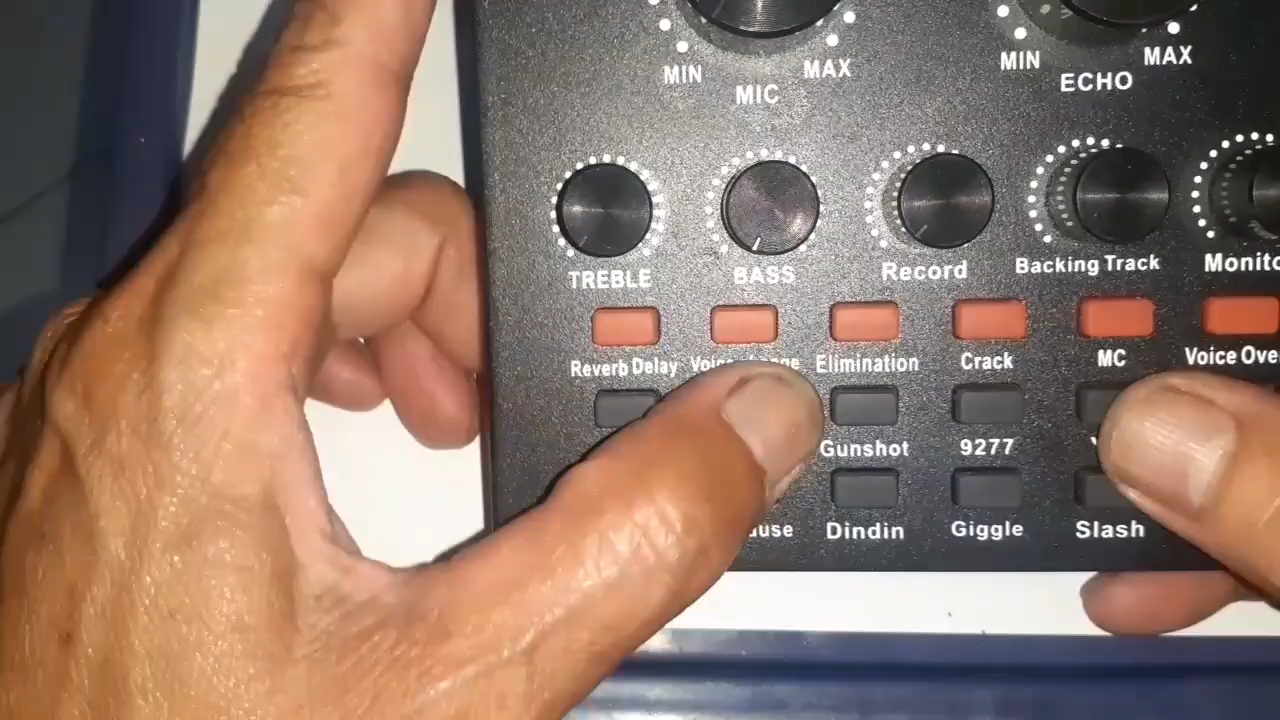 MIN MAX MIN MAX
MIC ECHO
TREBLE BASS Record Backing Track
Reverb Delay Elimination Crack MC
Gunshot 9277
Dindin Giggle Slash